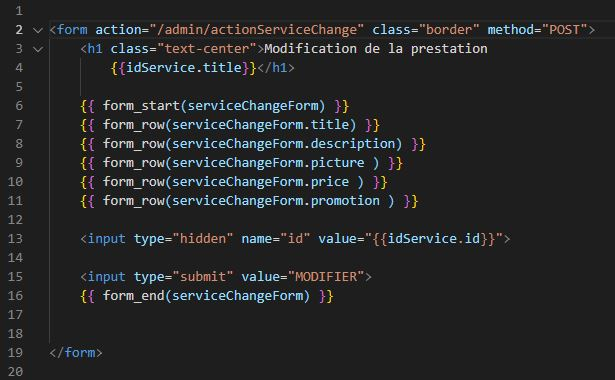 1
2 <form action="/admin/actionServiceChange" class="border" method="POST">
3 <h1 class="text-center">Modification de la prestation
4 {{idService.title}}</h1>
5
6 {{ form_start(serviceChangeForm) }}
7 {{ form_row(serviceChangeForm.title) }}
8 {{ form_row(serviceChangeForm.description) }}
9 {{ form_row(serviceChangeForm.picture ) }}
10 {{ form_row(serviceChangeForm.price ) }}
11 {{ form_row(serviceChangeForm.promotion ) }}
12
13 <input type="hidden" name="id" value="{{idService.id}}">
14
15 <input type="submit" value="MODIFIER">
16 {{ form_end(serviceChangeForm) }}
17
18
19 </form>
20